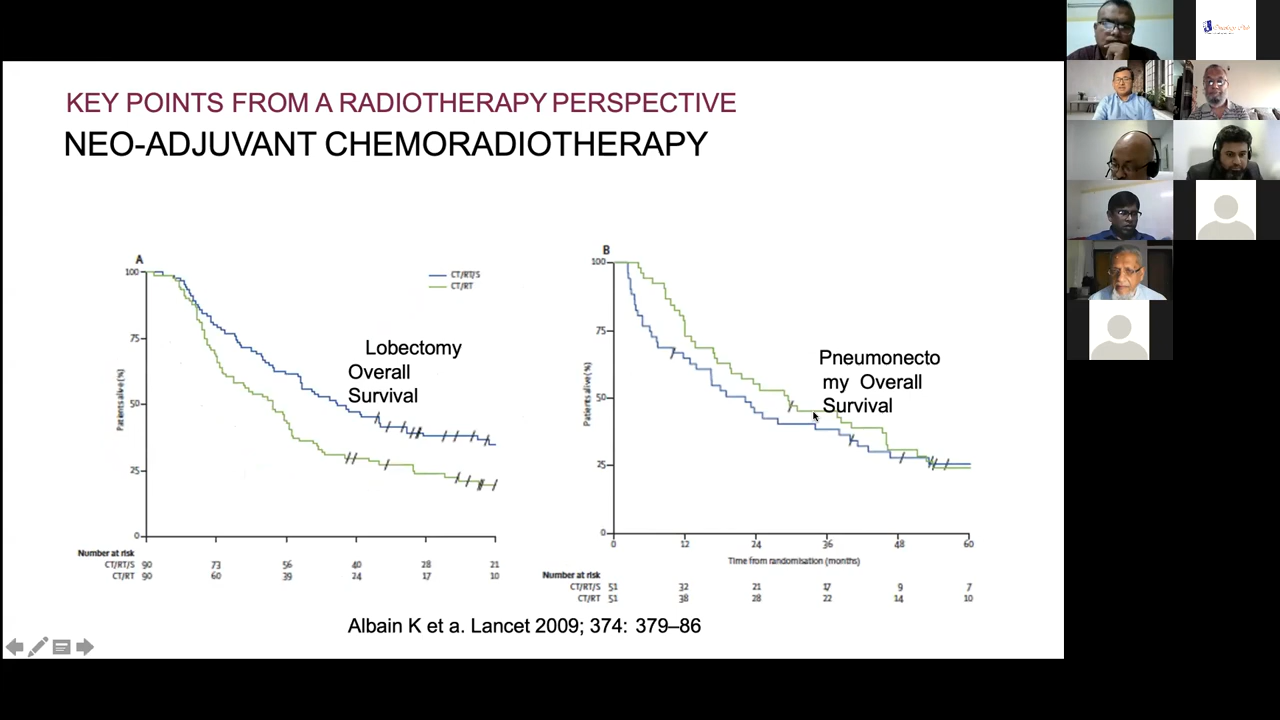 KEY POINTS FROM A RADIOTHERAPY PERSPECTIVE
NEO-ADJUVANT CHEMORADIOTHERAPY
A
CT/RT/S
CT/RT
100
75
50
25
0
Patients alive (%)
Lobectomy
Overall
Survival
Number at risk
CT/RT/S 90 73 56 40 28 21
CT/RT 90 60 39 24 17 10
B
100
75
50
25
0
Patients alive (%)
Pneumonecto
my Overall
Survival
0 12 24 36 48 60
Time from randomisation (months)
Number at risk
CT/RT/S 51 32 21 17 9 7
CT/RT 51 38 28 22 14 10
Albain K et a. Lancet 2009; 374: 379–86